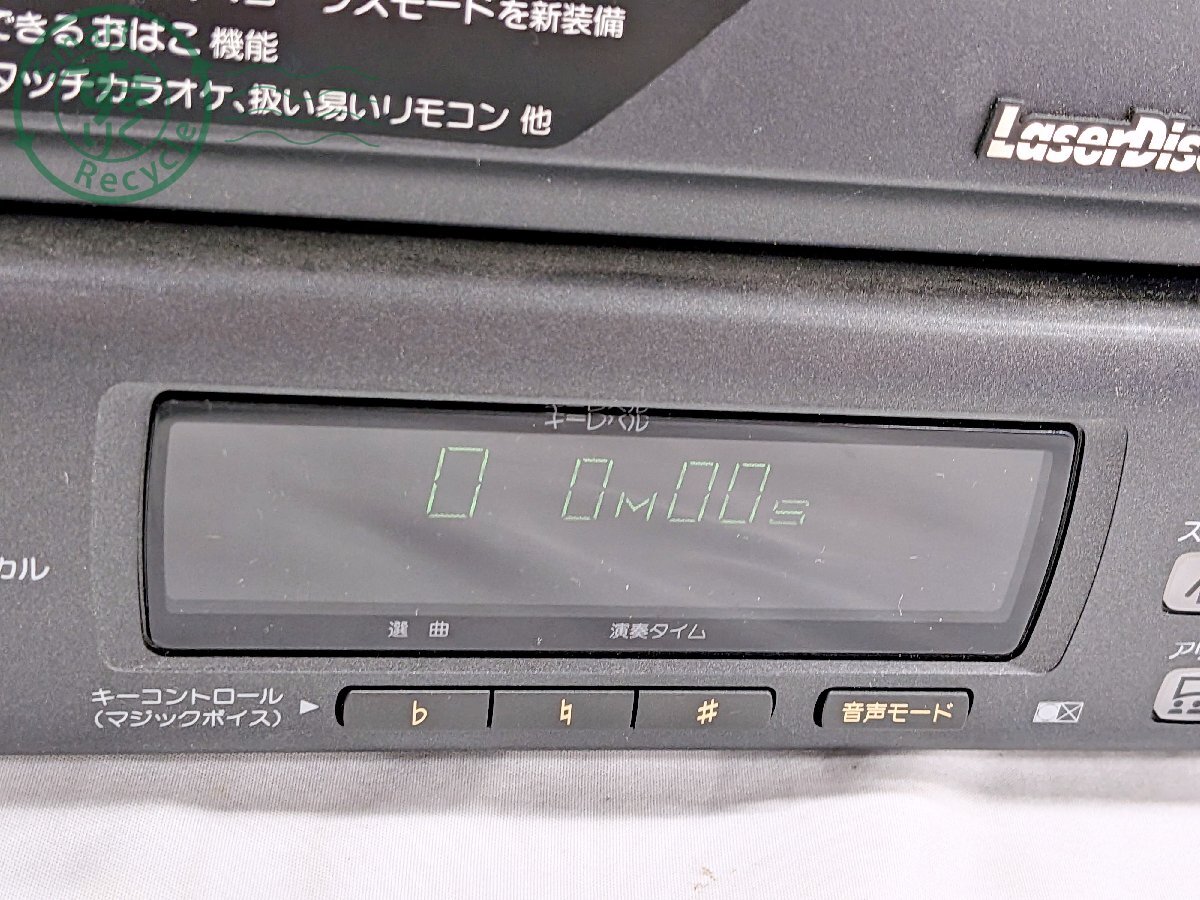 スモードを新装備
できる おはこ 機能
タッチカラオケ、扱い易いリモコン 他
Recycle
LaserDisc
キーレベル
0 0M00S
カル
選曲 演奏タイム
キーコントロール
(マジックボイス)
♭ ♮ ♯
音声モード